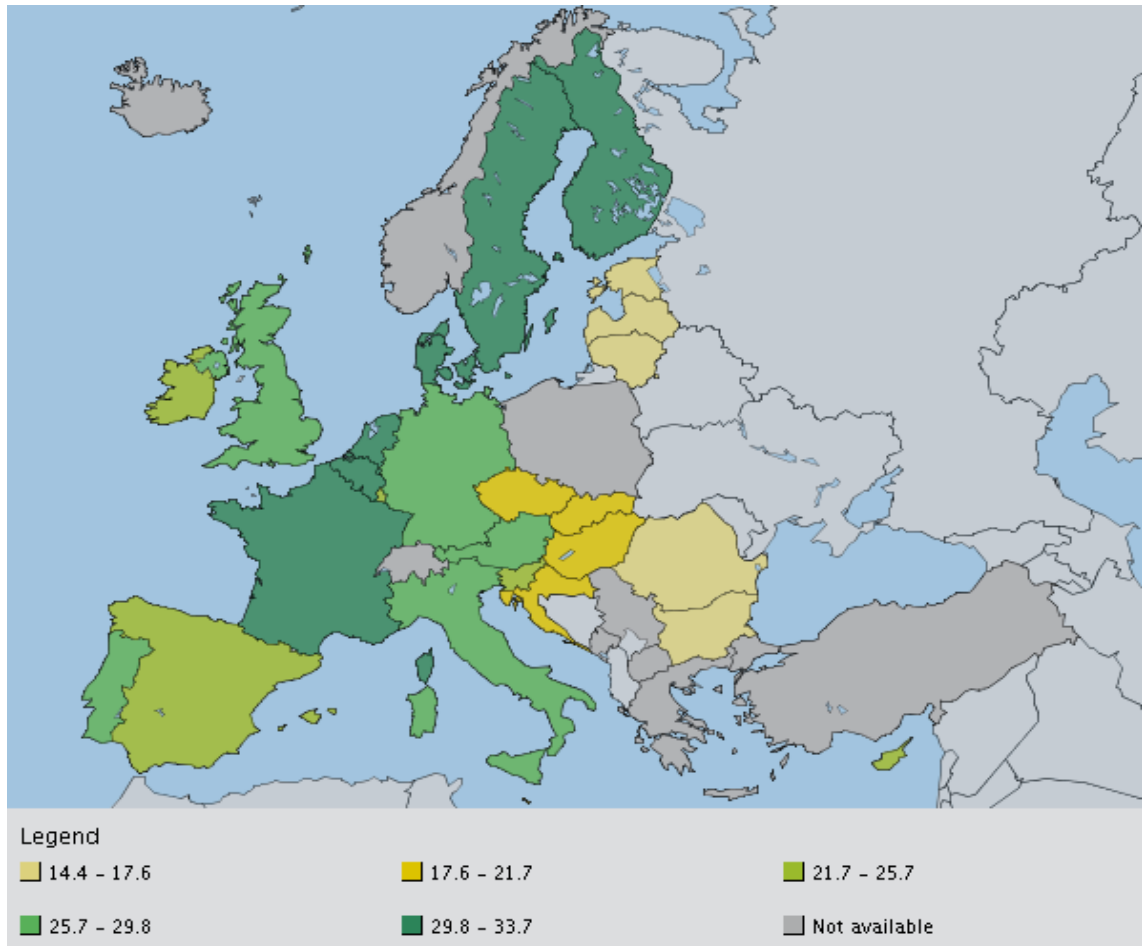 Legend
14.4 – 17.6 17.6 – 21.7 21.7 – 25.7
25.7 – 29.8 29.8 – 33.7 Not available